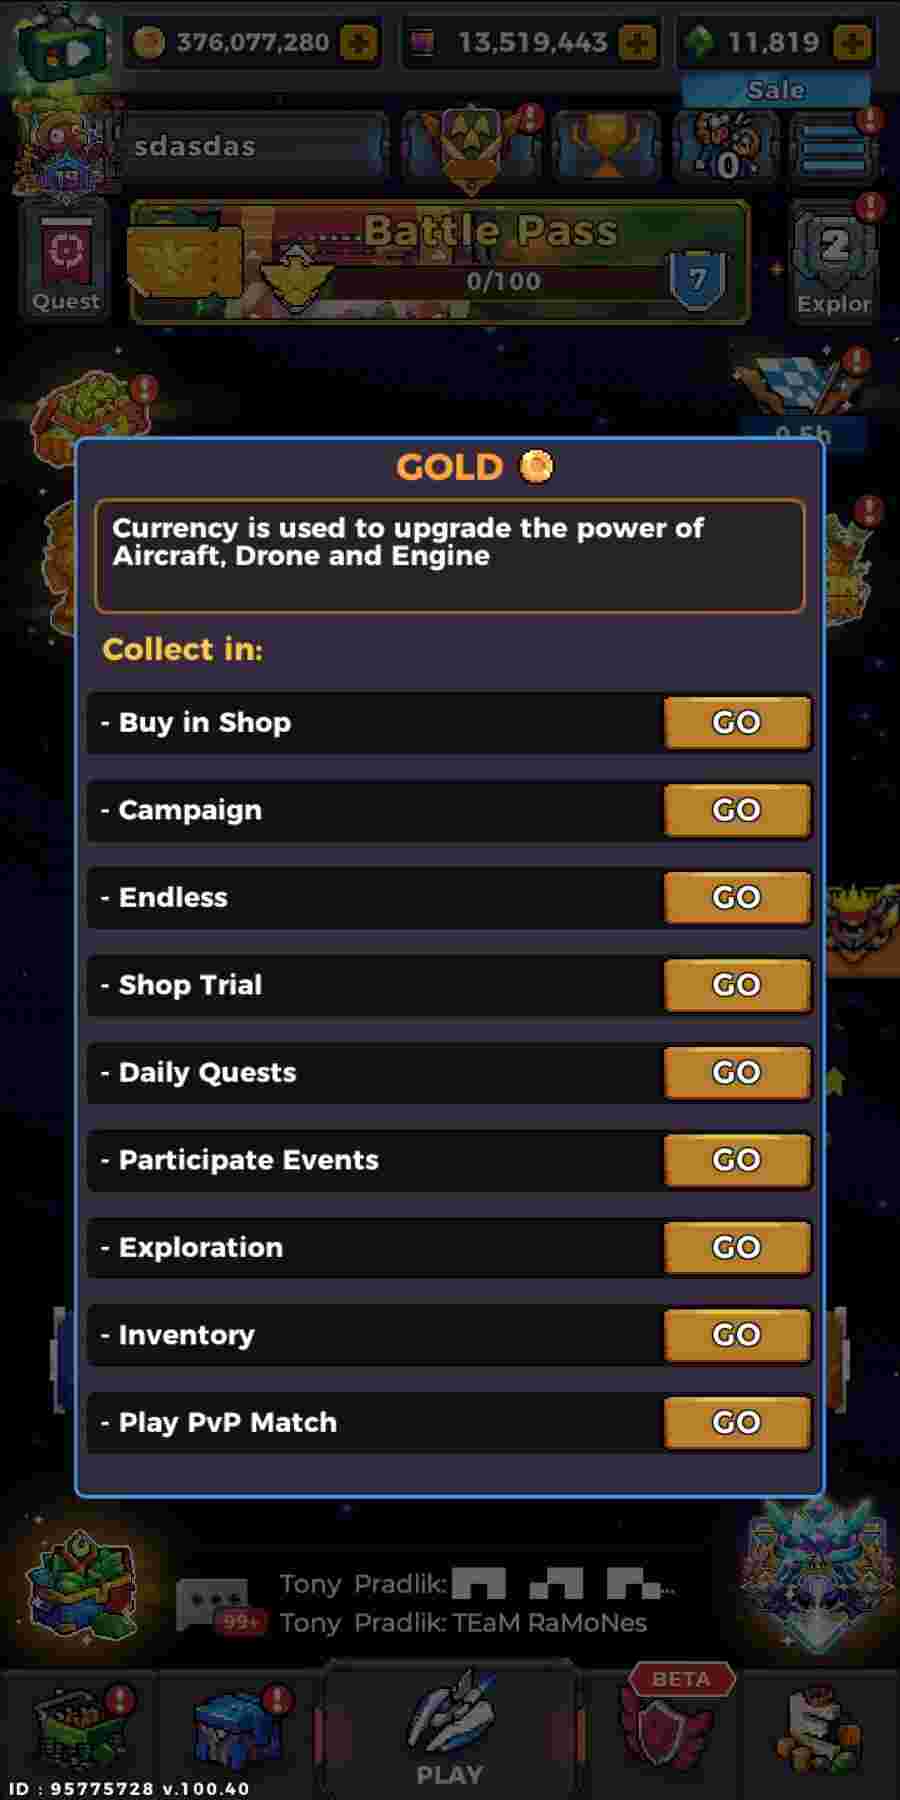 376,077,280
13,519,443
11,819
Sale
sdasdas
0
Battle Pass
0/100
7
2
Quest
Explor
GOLD
Currency is used to upgrade the power of
Aircraft, Drone and Engine
Collect in:
- Buy in Shop GO
- Campaign GO
- Endless GO
- Shop Trial GO
- Daily Quests GO
- Participate Events GO
- Exploration GO
- Inventory GO
- Play PvP Match GO
Tony Pradlik:
99+
Tony Pradlik: TEaM RaMoNes
BETA
PLAY
ID : 95775728 v.100.40